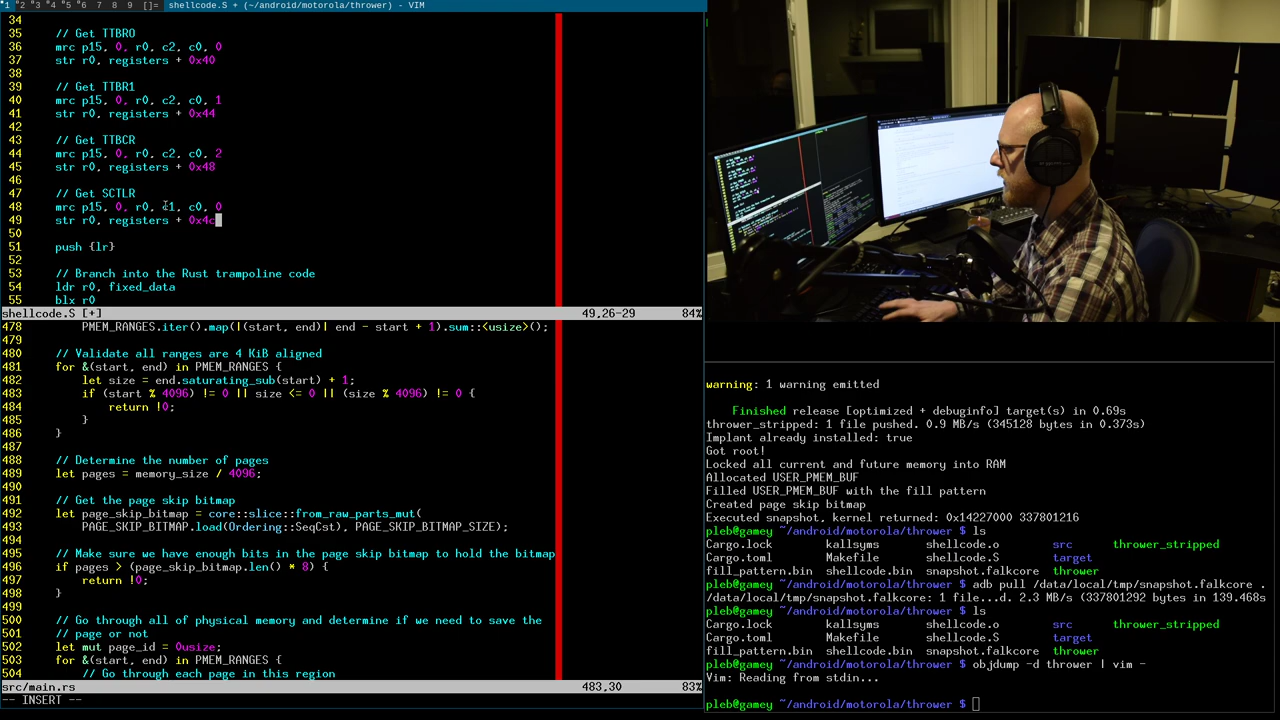 1 2 3 4 5 6 7 8 9 []= shellcode.S + (~/android/motorola/thrower) - VIM
34
35 // Get TTBR0
36 mrc p15, 0, r0, c2, c0, 0
37 str r0, registers + 0x40
38
39 // Get TTBR1
40 mrc p15, 0, r0, c2, c0, 1
41 str r0, registers + 0x44
42
43 // Get TTBCR
44 mrc p15, 0, r0, c2, c0, 2
45 str r0, registers + 0x48
46
47 // Get SCTLR
48 mrc p15, 0, r0, c1, c0, 0
49 str r0, registers + 0x4c
50
51 push {lr}
52
53 // Branch into the Rust trampoline code
54 ldr r0, fixed_data
55 blx r0
shellcode.S [+] 49,26-29 84%
478 PMEM_RANGES.iter().map(|(start, end)| end - start + 1).sum::<usize>();
479
480 // Validate all ranges are 4 KiB aligned
481 for &(start, end) in PMEM_RANGES {
482 let size = end.saturating_sub(start) + 1;
483 if (start % 4096) != 0 || size <= 0 || (size % 4096) != 0 {
484 return !0;
485 }
486 }
487
488 // Determine the number of pages
489 let pages = memory_size / 4096;
490
491 // Get the page skip bitmap
492 let page_skip_bitmap = core::slice::from_raw_parts_mut(
493 PAGE_SKIP_BITMAP.load(Ordering::SeqCst), PAGE_SKIP_BITMAP_SIZE);
494
495 // Make sure we have enough bits in the page skip bitmap to hold the bitmap
496 if pages > (page_skip_bitmap.len() * 8) {
497 return !0;
498 }
499
500 // Go through all of physical memory and determine if we need to save the
501 // page or not
502 let mut page_id = 0usize;
503 for &(start, end) in PMEM_RANGES {
504 // Go through each page in this region
src/main.rs 483,30 83%
-- INSERT --
warning: 1 warning emitted
Finished release [optimized + debuginfo] target(s) in 0.69s
thrower_stripped: 1 file pushed. 0.9 MB/s (345128 bytes in 0.373s)
Implant already installed: true
Got root!
Locked all current and future memory into RAM
Allocated USER_PMEM_BUF
Filled USER_PMEM_BUF with the fill pattern
Created page skip bitmap
Executed snapshot, kernel returned: 0x14227000 337801216
pleb@gamey ~/android/motorola/thrower $ ls
Cargo.lock kallsyms shellcode.o src thrower_stripped
Cargo.toml Makefile shellcode.S target
fill_pattern.bin shellcode.bin snapshot.falkcore thrower
pleb@gamey ~/android/motorola/thrower $ adb pull /data/local/tmp/snapshot.falkcore .
/data/local/tmp/snapshot.falkcore: 1 file...d. 2.3 MB/s (337801292 bytes in 139.468s
pleb@gamey ~/android/motorola/thrower $ ls
Cargo.lock kallsyms shellcode.o src thrower_stripped
Cargo.toml Makefile shellcode.S target
fill_pattern.bin shellcode.bin snapshot.falkcore thrower
pleb@gamey ~/android/motorola/thrower $ objdump -d thrower | vim -
Vim: Reading from stdin...
pleb@gamey ~/android/motorola/thrower $